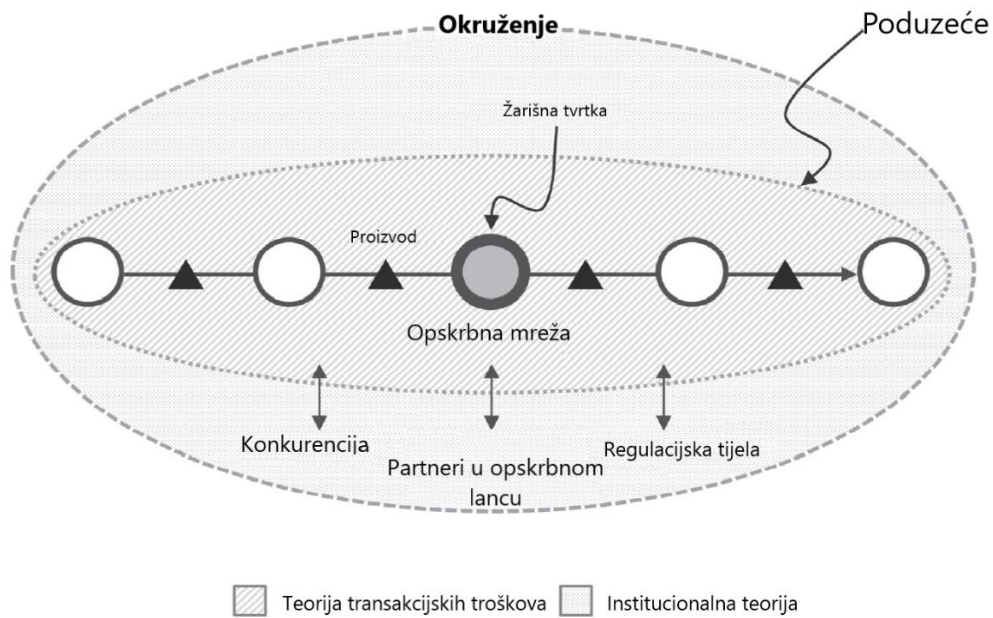 Okruženje
Poduzeće
Žarišna tvrtka
Proizvod
Opskrbna mreža
Konkurencija
Partneri u opskrbnom
lancu
Regulacijska tijela
Teorija transakcijskih troškova
Institucionalna teorija